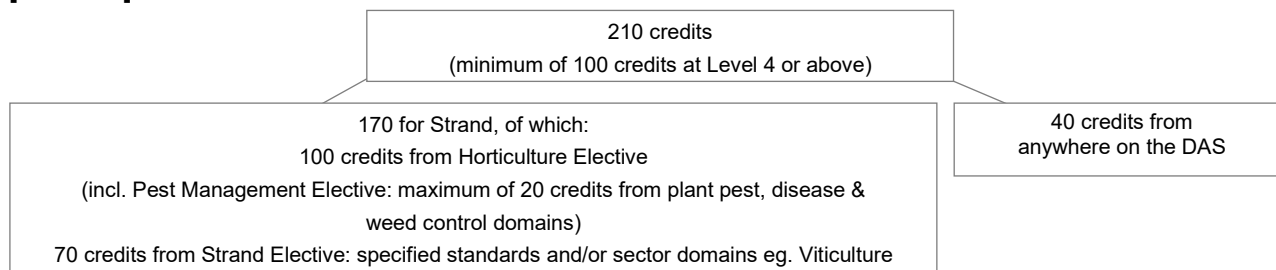 210 credits
(minimum of 100 credits at Level 4 or above)
170 for Strand, of which:
100 credits from Horticulture Elective
(incl. Pest Management Elective: maximum of 20 credits from plant pest, disease &
weed control domains)
70 credits from Strand Elective: specified standards and/or sector domains eg. Viticulture
40 credits from
anywhere on the DAS